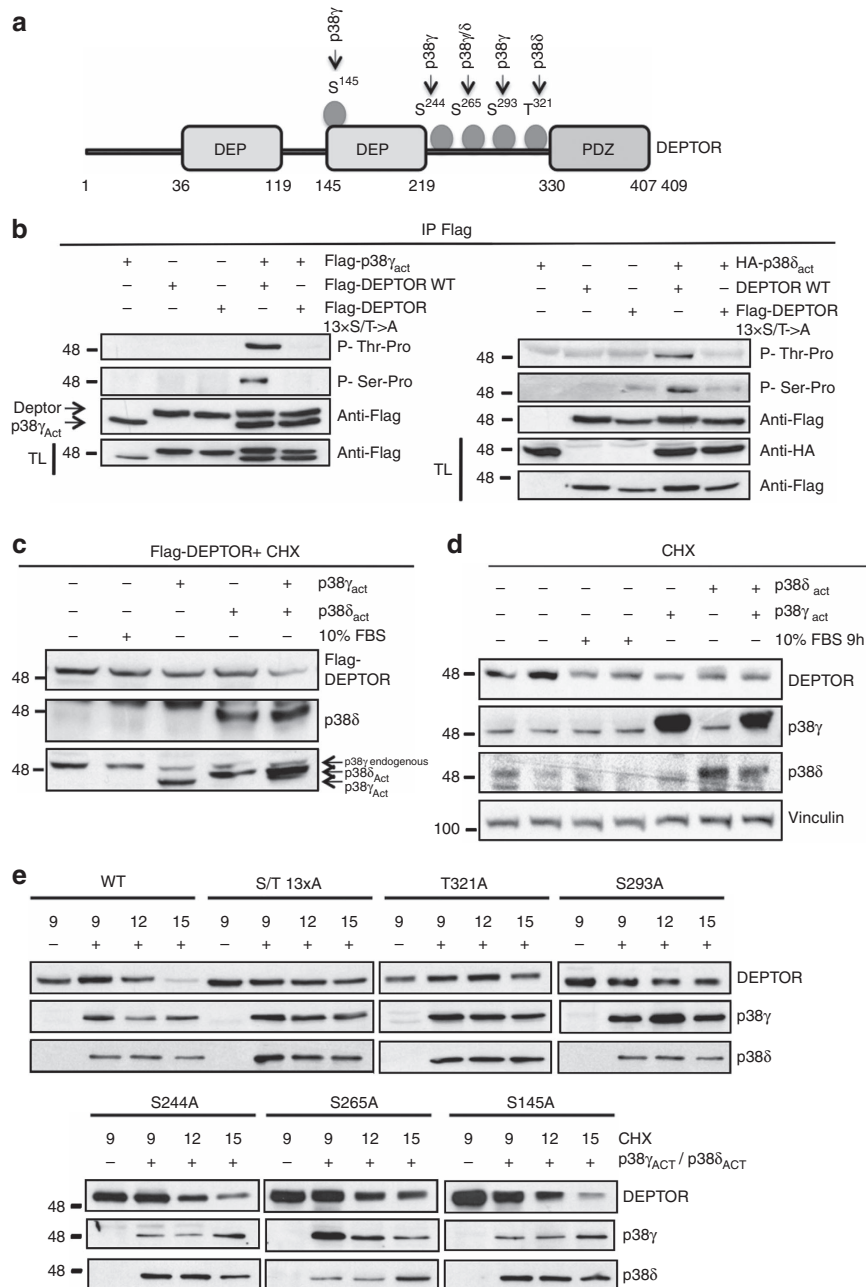 a
p38γ p38γ p38γ/δ p38γ p38δ
S145 S244 S265 S293 T321
DEP DEP PDZ DEPTOR
1 36 119 145 219 330 407 409
b
IP Flag
+ – – + + Flag-p38γact
– + – + – Flag-DEPTOR WT
– – + – + Flag-DEPTOR
13×S/T->A
48 P- Thr-Pro
48 P- Ser-Pro
Deptor
p38γAct
Anti-Flag
TL 48 Anti-Flag
+ – – + + HA-p38δact
– + – + – DEPTOR WT
– – + – + Flag-DEPTOR
13×S/T->A
48 P- Thr-Pro
48 P- Ser-Pro
48 Anti-Flag
TL 48 Anti-HA
48 Anti-Flag
c
Flag-DEPTOR+ CHX
– – + – + p38γact
– – – + + p38δact
– + – – – 10% FBS
48 Flag-
DEPTOR
48 p38δ
48 p38γ endogenous
p38δAct
p38γAct
d
CHX
– – – – – + + p38δ act
– – – – + – + p38γ act
– – + + – – – 10% FBS 9h
48 DEPTOR
48 p38γ
48 p38δ
100 Vinculin
e
WT S/T 13xA T321A S293A
9 9 12 15 9 9 12 15 9 9 12 15 9 9 12 15
– + + + – + + + – + + + – + + +
DEPTOR
p38γ
p38δ
S244A S265A S145A
9 9 12 15 9 9 12 15 9 9 12 15 CHX
– + + + – + + + – + + + p38γACT / p38δACT
48 DEPTOR
48 p38γ
48 p38δ